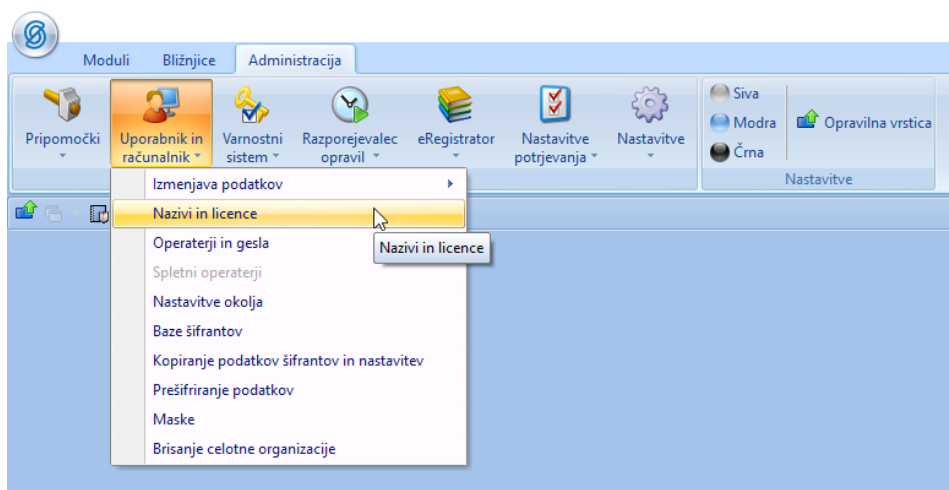 Moduli Bližnjice Administracija
Pripomočki Uporabnik in računalnik Varnostni sistem Razporejevalec opravil eRegistrator Nastavitve potrjevanja Nastavitve
Siva
Modra
Črna
Opravilna vrstica
Nastavitve
Izmenjava podatkov
Nazivi in licence
Nazivi in licence
Operaterji in gesla
Spletni operaterji
Nastavitve okolja
Baze šifrantov
Kopiranje podatkov šifrantov in nastavitev
Prešifriranje podatkov
Maske
Brisanje celotne organizacije